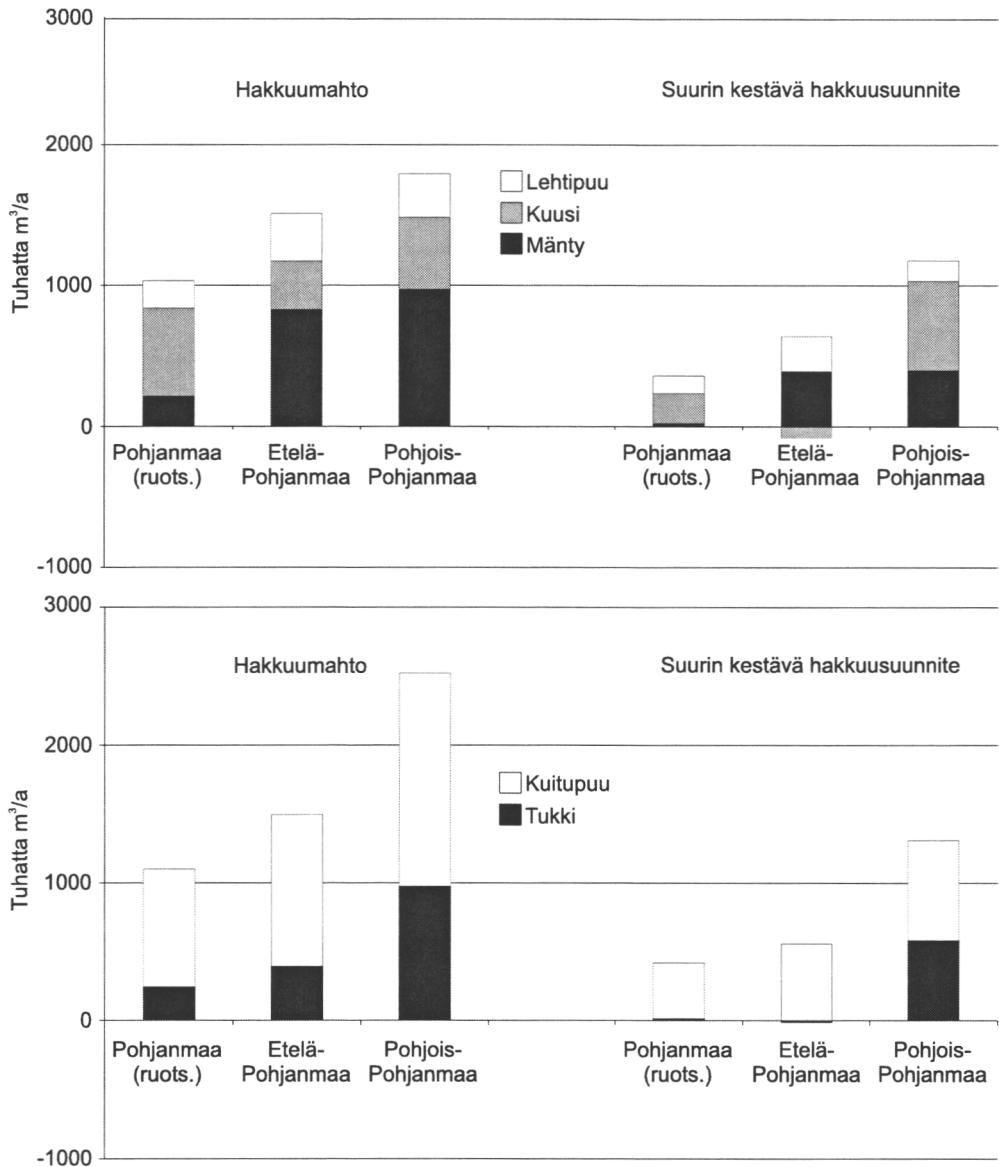 3000
Hakkuumahto
Suurin kestävä hakkuusuunnite
2000
Lehtipuu
Kuusi
Mänty
Tuhatta m³/a
1000
0
Pohjanmaa
(ruots.)
Etelä-
Pohjanmaa
Pohjois-
Pohjanmaa
Pohjanmaa
(ruots.)
Etelä-
Pohjanmaa
Pohjois-
Pohjanmaa
-1000
3000
Hakkuumahto
Suurin kestävä hakkuusuunnite
2000
Kuitupuu
Tukki
Tuhatta m³/a
1000
0
Pohjanmaa
(ruots.)
Etelä-
Pohjanmaa
Pohjois-
Pohjanmaa
Pohjanmaa
(ruots.)
Etelä-
Pohjanmaa
Pohjois-
Pohjanmaa
-1000